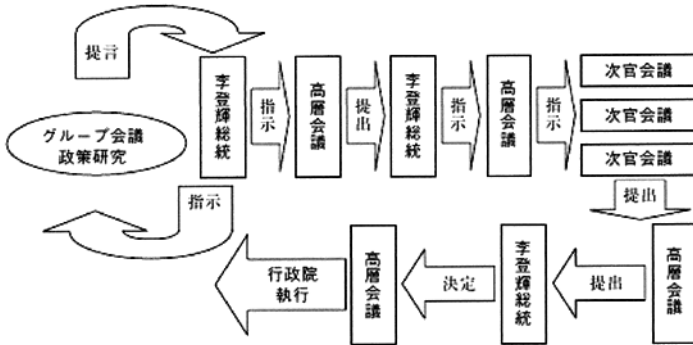 提言
グループ会議
政策研究
李登輝総統
指示
高層会議
提出
李登輝総統
指示
高層会議
指示
次官会議
次官会議
次官会議
提出
高層会議
提出
李登輝総統
決定
高層会議
行政院
執行
指示